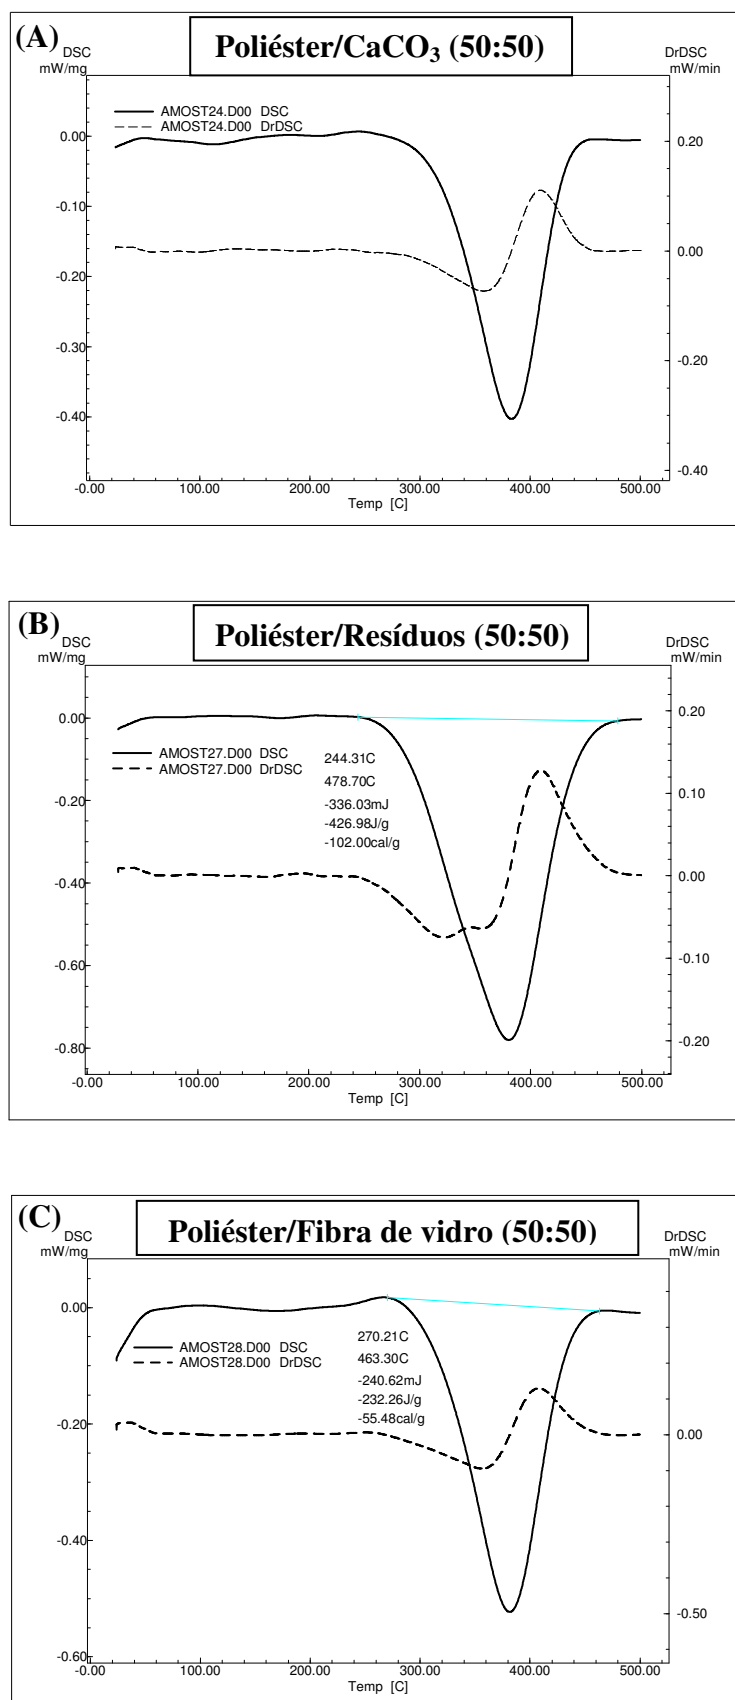 (A)
DSC
mW/mg
Poliéster/CaCO₃ (50:50)
DrDSC
mW/min
AMOST24.D00 DSC
AMOST24.D00 DrDSC
0.00
-0.10
-0.20
-0.30
-0.40
0.20
0.00
-0.20
-0.40
-0.00 100.00 200.00 300.00 400.00 500.00
Temp [C]
(B)
DSC
mW/mg
Poliéster/Resíduos (50:50)
DrDSC
mW/min
AMOST27.D00 DSC
AMOST27.D00 DrDSC
244.31C
478.70C
-336.03mJ
-426.98J/g
-102.00cal/g
0.00
-0.20
-0.40
-0.60
-0.80
0.20
0.10
0.00
-0.10
-0.20
-0.00 100.00 200.00 300.00 400.00 500.00
Temp [C]
(C)
DSC
mW/mg
Poliéster/Fibra de vidro (50:50)
DrDSC
mW/min
AMOST28.D00 DSC
AMOST28.D00 DrDSC
270.21C
463.30C
-240.62mJ
-232.26J/g
-55.48cal/g
0.00
-0.20
-0.40
-0.60
0.00
-0.50
-0.00 100.00 200.00 300.00 400.00 500.00
Temp [C]